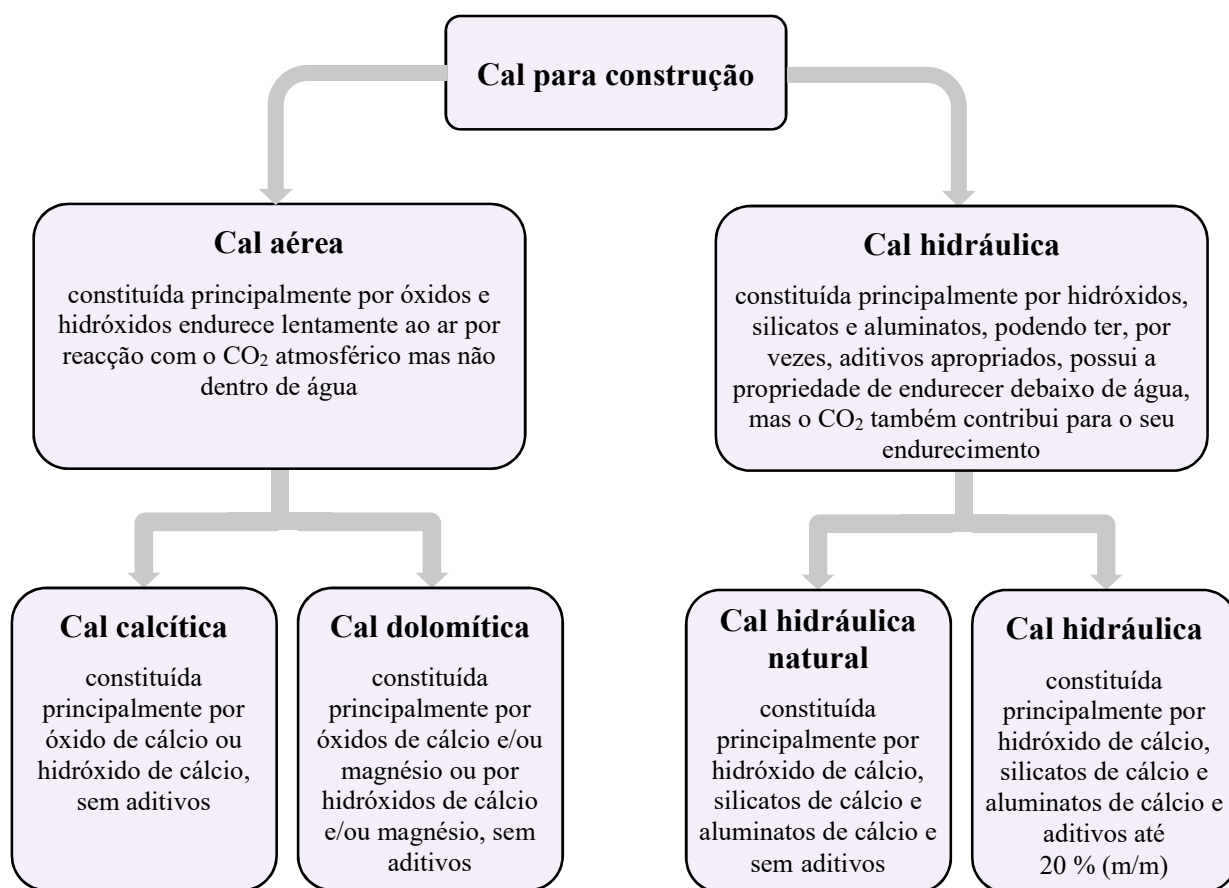 Cal para construção
Cal aérea
constituída principalmente por óxidos e
hidróxidos endurece lentamente ao ar por
reacção com o CO₂ atmosférico mas não
dentro de água
Cal hidráulica
constituída principalmente por hidróxidos,
silicatos e aluminatos, podendo ter, por
vezes, aditivos apropriados, possui a
propriedade de endurecer debaixo de água,
mas o CO₂ também contribui para o seu
endurecimento
Cal calcítica
constituída
principalmente por
óxido de cálcio ou
hidróxido de cálcio,
sem aditivos
Cal dolomítica
constituída
principalmente por
óxidos de cálcio e/ou
magnésio ou por
hidróxidos de cálcio
e/ou magnésio, sem
aditivos
Cal hidráulica
natural
constituída
principalmente por
hidróxido de cálcio,
silicatos de cálcio e
aluminatos de cálcio e
sem aditivos
Cal hidráulica
constituída
principalmente por
hidróxido de cálcio,
silicatos de cálcio e
aluminatos de cálcio e
aditivos até
20 % (m/m)